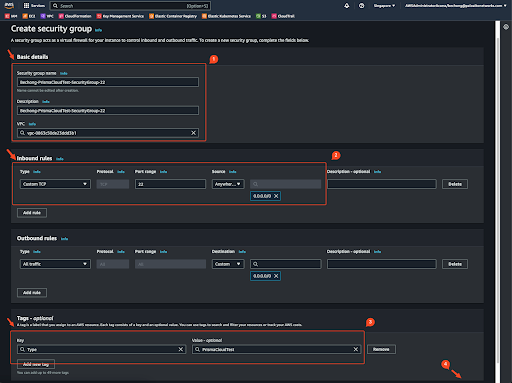 aws
Services
Search
[Option+S]
Singapore
IAM
EC2
VPC
CloudFormation
Key Management Service
Elastic Container Registry
Elastic Kubernetes Service
S3
CloudTrail
Create security group Info
A security group acts as a virtual firewall for your instance to control inbound and outbound traffic. To create a new security group, complete the fields below.
Basic details
1
Security group name Info
Bechong-PrismaCloudTest-SecurityGroup-22
Name cannot be edited after creation.
Description Info
Bechong-PrismaCloudTest-SecurityGroup-22
VPC Info
Inbound rules Info
2
Type Info Protocol Info Port range Info Source Info Description - optional Info
Custom TCP TCP 22 Anywher... Delete
0.0.0.0/0
Add rule
Outbound rules Info
Type Info Protocol Info Port range Info Destination Info Description - optional Info
All traffic All All Custom Delete
0.0.0.0/0
Add rule
Tags - optional
A tag is a label that you assign to an AWS resource. Each tag consists of a key and an optional value. You can use tags to search and filter your resources or track your AWS costs.
3
Key Value - optional
Type PrismaCloudTest Remove
Add new tag
4
You can add up to 49 more tags